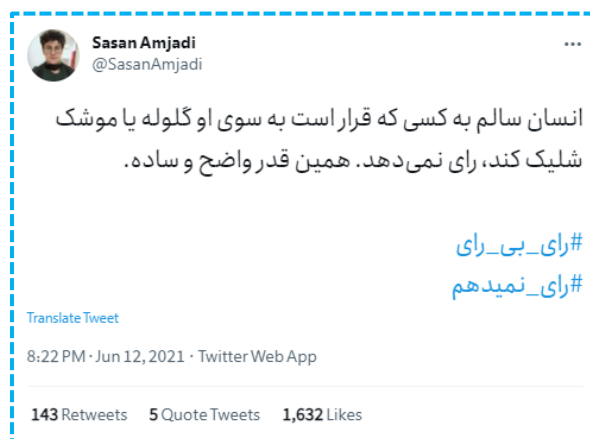 Sasan Amjadi
@SasanAmjadi
انسان سالم به کسی که قرار است به سوی او گلوله یا موشک
شلیک کند، رای نمی‌دهد. همین قدر واضح و ساده.
#رای_بی_رای
#رای_نمیدهم
Translate Tweet
8:22 PM · Jun 12, 2021 · Twitter Web App
143 Retweets 5 Quote Tweets 1,632 Likes